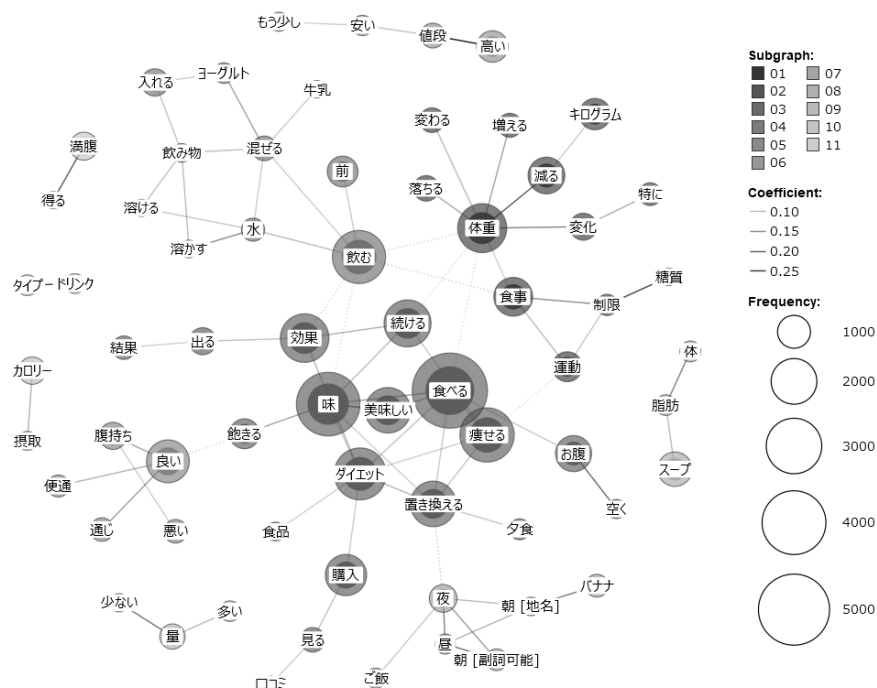 もう少し
安い
値段
高い
入れる
ヨーグルト
牛乳
飲み物
混ぜる
満腹
得る
溶ける
溶かす
水
前
飲む
変わる
増える
キログラム
落ちる
減る
特に
体重
変化
食事
制限
糖質
運動
タイプ
ドリンク
結果
出る
効果
続ける
カロリー
摂取
味
美味しい
食べる
体
脂肪
スープ
腹持ち
良い
飽きる
痩せる
お腹
空く
便通
通じ
悪い
ダイエット
置き換える
食品
夕食
購入
少ない
多い
量
見る
口コミ
夜
朝 [地名]
バナナ
昼
朝 [副詞可能]
ご飯
Subgraph:
01
02
03
04
05
06
07
08
09
10
11
Coefficient:
0.10
0.15
0.20
0.25
Frequency:
1000
2000
3000
4000
5000